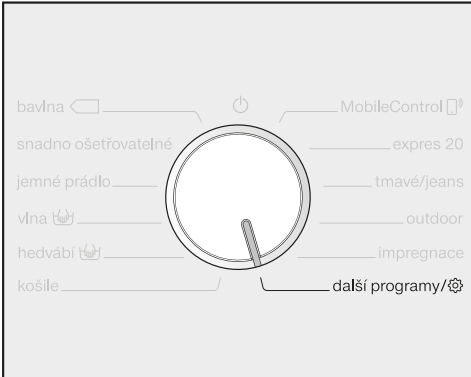 bavlna
MobileControl
snadno ošetřovatelné
expres 20
jemné prádlo
tmavé/jeans
vlna
outdoor
hedvábí
impregnace
košile
další programy/